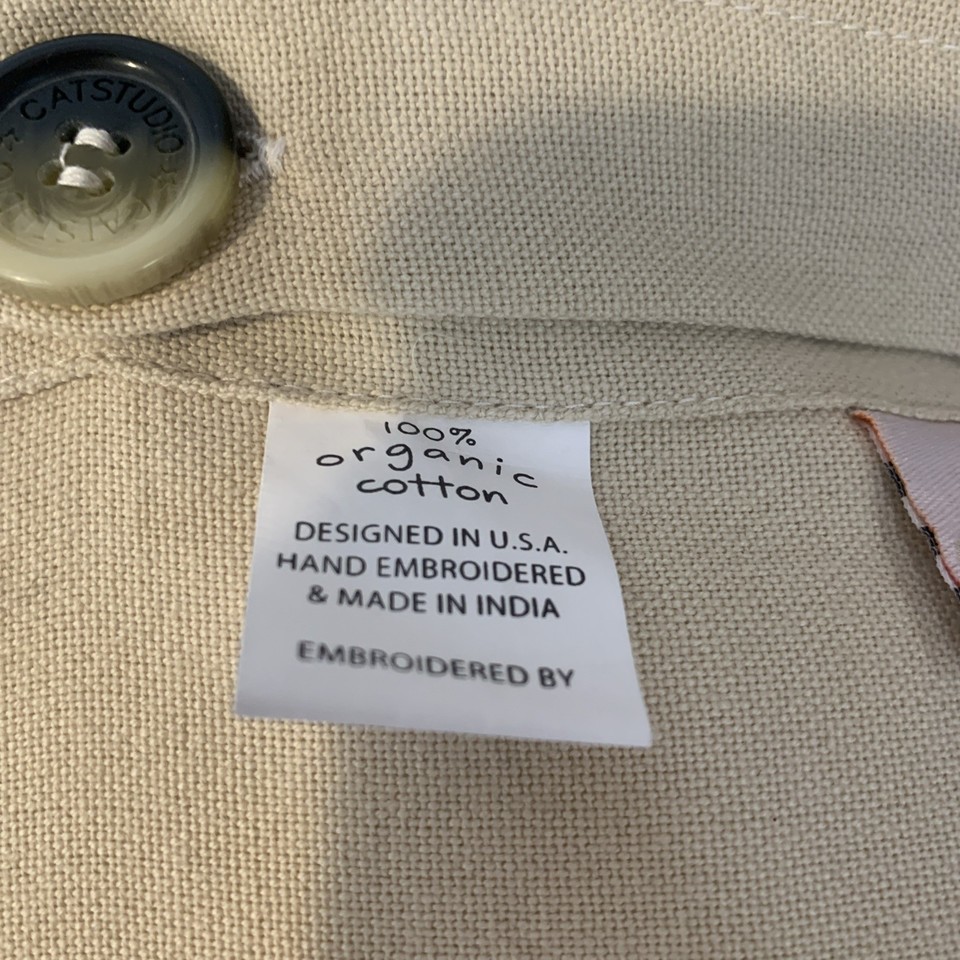 CATSTUDIO
100%
organic
cotton
DESIGNED IN U.S.A.
HAND EMBROIDERED
& MADE IN INDIA
EMBROIDERED BY